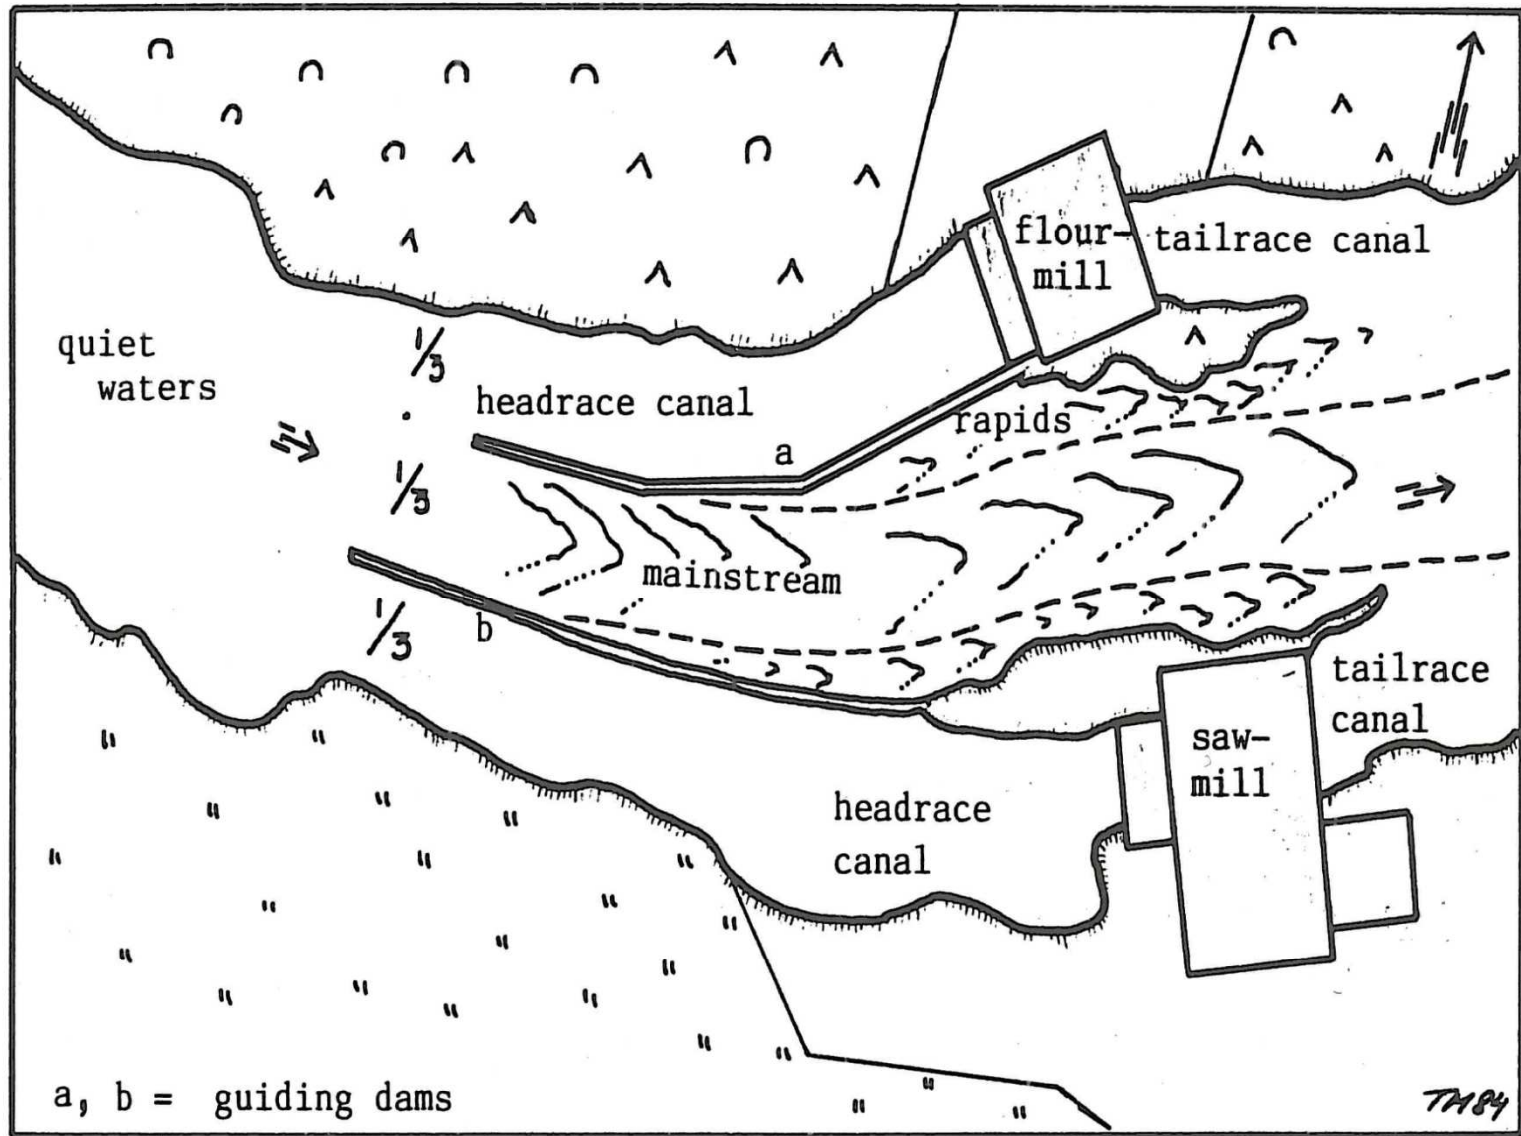 flour-
mill
tailrace canal
quiet
waters
1/3
headrace canal
1/3
a
rapids
mainstream
1/3
b
tailrace
canal
saw-
mill
headrace
canal
a, b = guiding dams
TM84